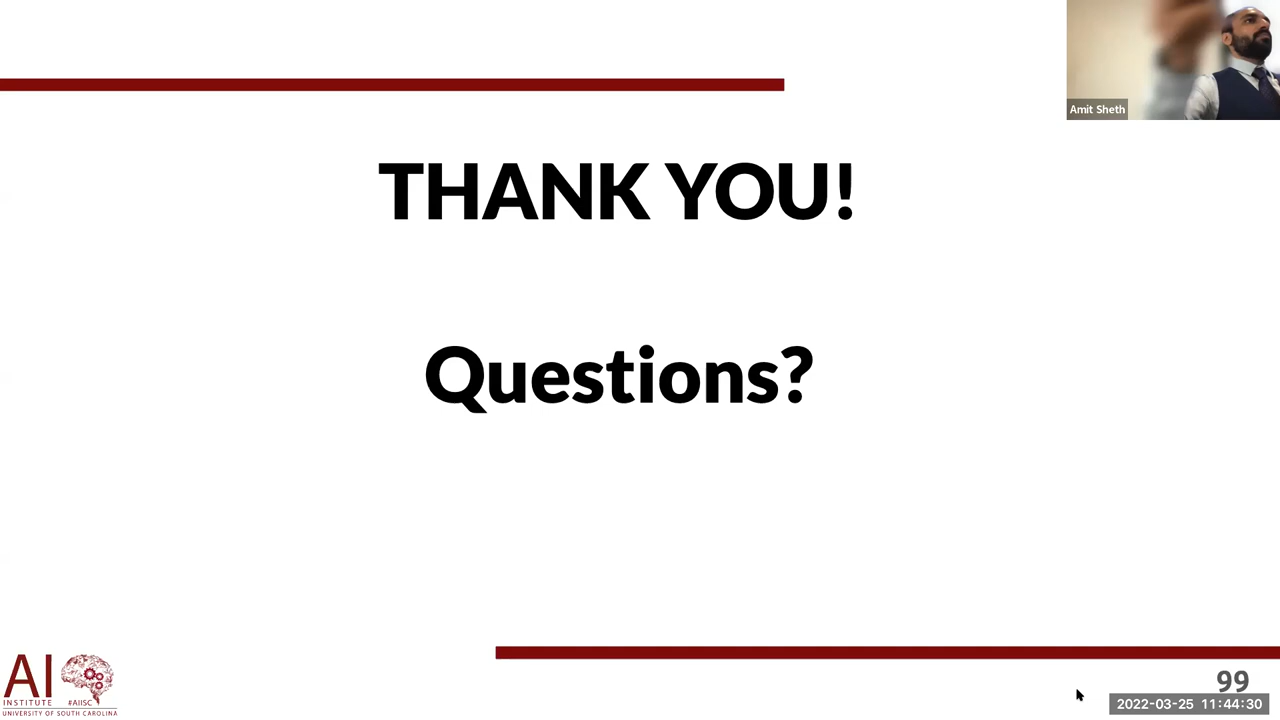 Amit Sheth
THANK YOU!
Questions?
AI
INSTITUTE #AIISC
UNIVERSITY OF SOUTH CAROLINA
99
2022-03-25 11:44:30